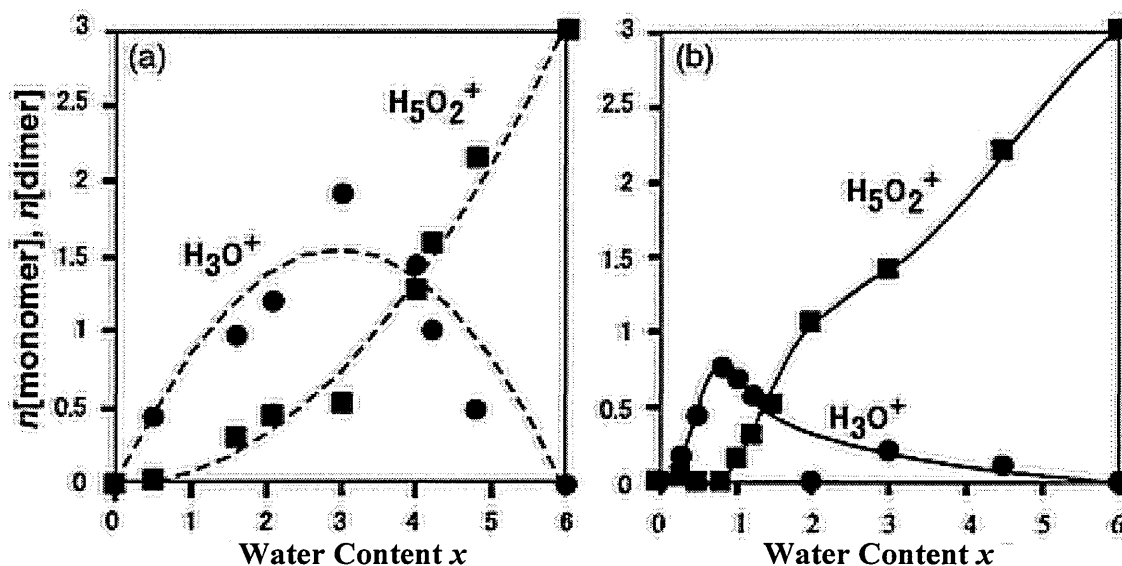 (a)
(b)
n[monomer], n[dimer]
3
2.5
2
1.5
1
0.5
0
H₃O⁺
H₅O₂⁺
0 1 2 3 4 5 6
Water Content x
3
2.5
2
1.5
1
0.5
0
H₅O₂⁺
H₃O⁺
0 1 2 3 4 5 6
Water Content x